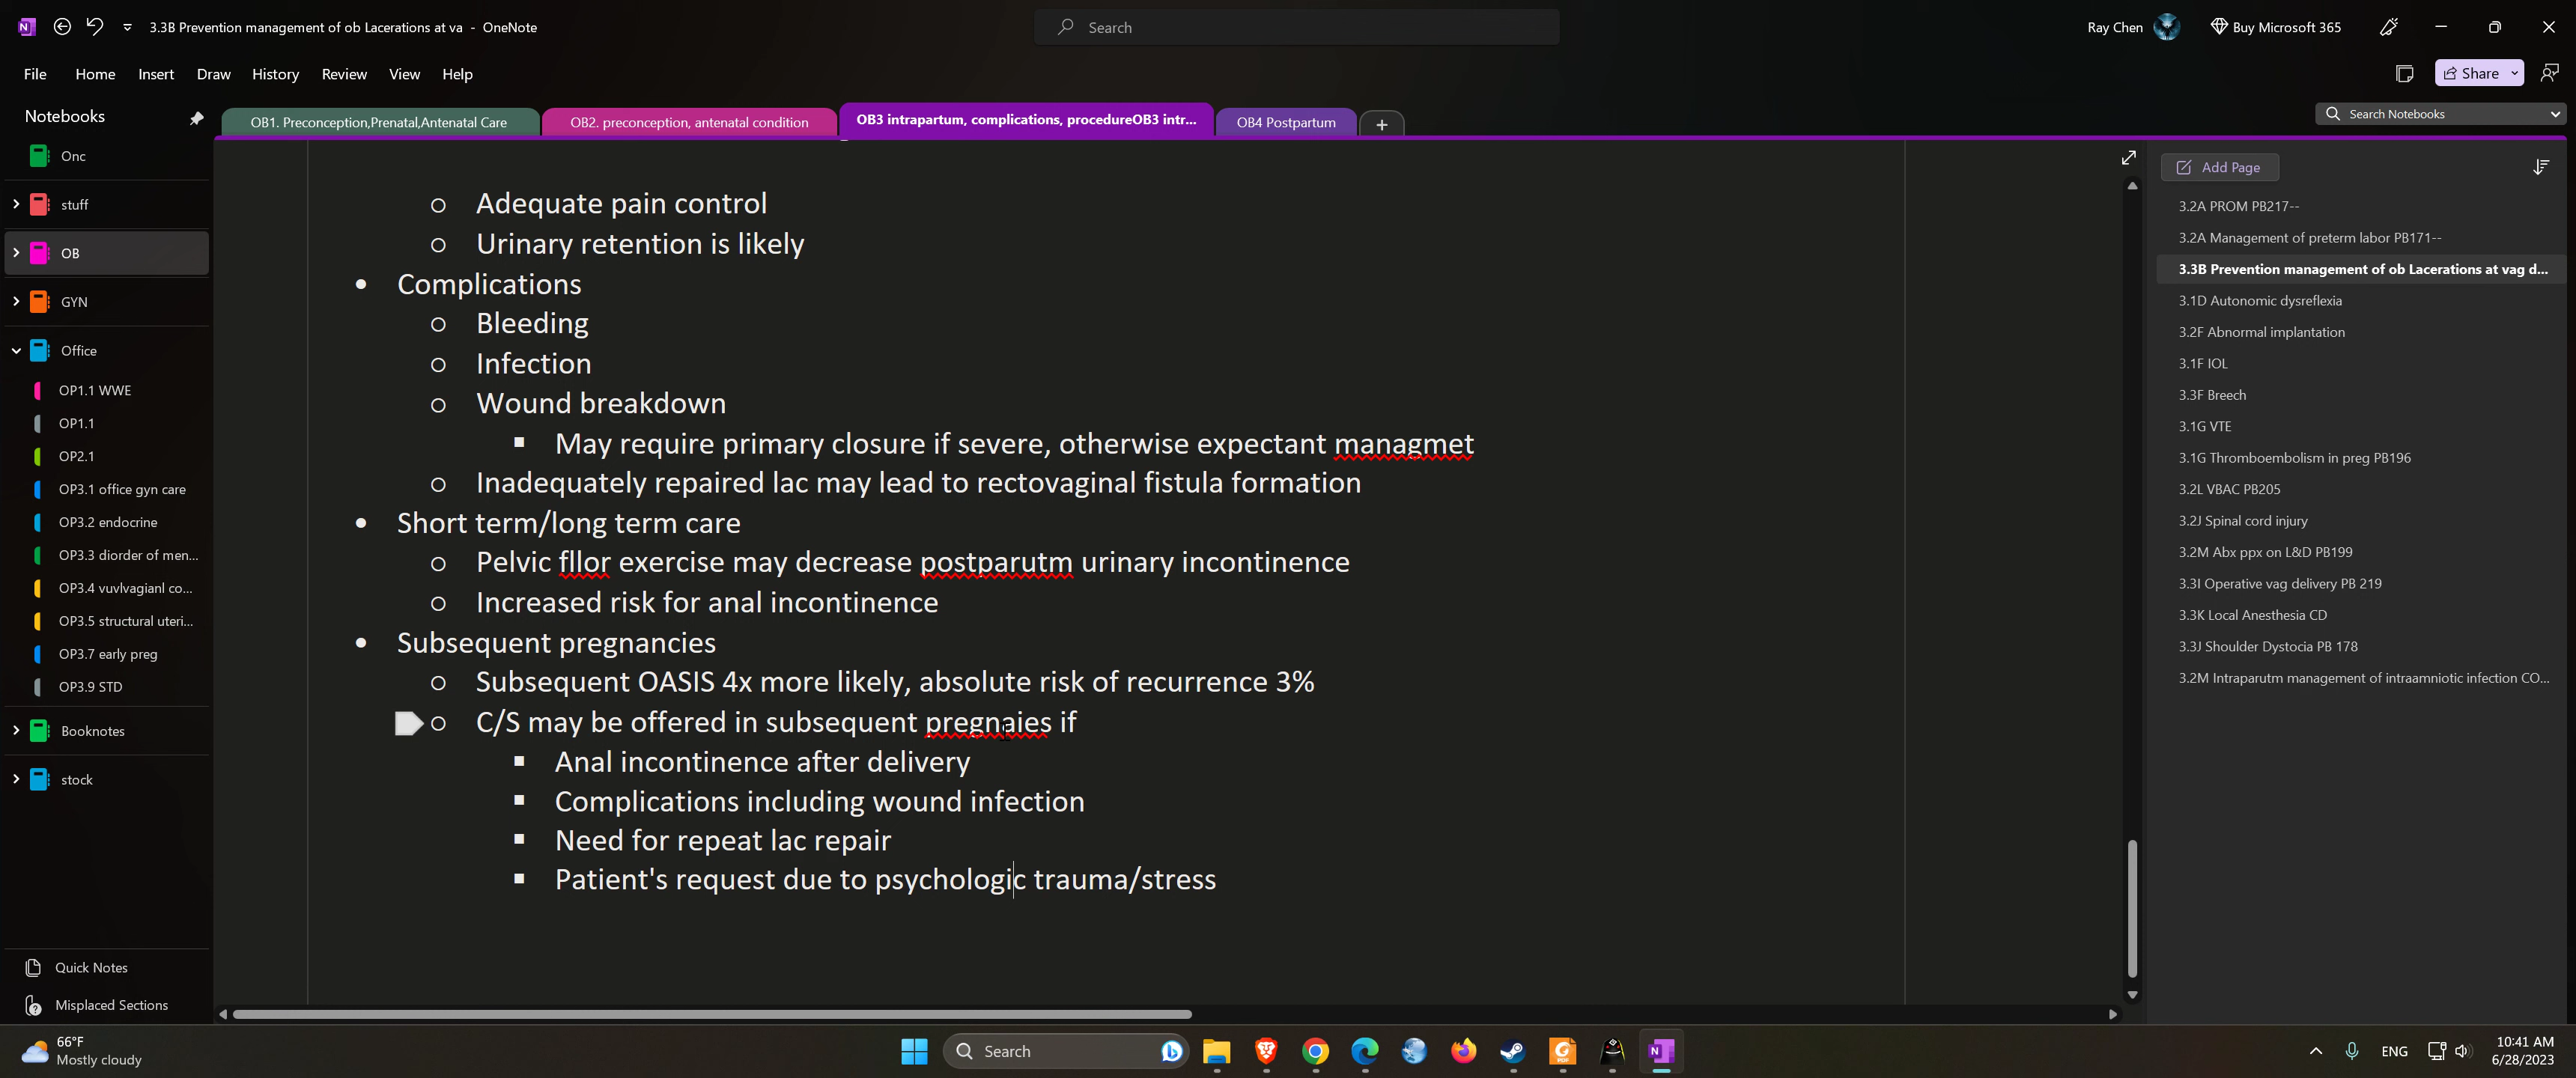 3.3B Prevention management of ob Lacerations at va - OneNote
Search
Ray Chen
Buy Microsoft 365
File Home Insert Draw History Review View Help
Share
Notebooks
OB1. Preconception,Prenatal,Antenatal Care
OB2. preconception, antenatal condition
OB3 intrapartum, complications, procedureOB3 intr...
OB4 Postpartum
Search Notebooks
Onc
stuff
OB
GYN
Office
OP1.1 WWE
OP1.1
OP2.1
OP3.1 office gyn care
OP3.2 endocrine
OP3.3 diorder of men...
OP3.4 vuvlvagianl co...
OP3.5 structural uteri...
OP3.7 early preg
OP3.9 STD
Booknotes
stock
Quick Notes
Misplaced Sections
Adequate pain control
Urinary retention is likely
Complications
Bleeding
Infection
Wound breakdown
May require primary closure if severe, otherwise expectant managmet
Inadequately repaired lac may lead to rectovaginal fistula formation
Short term/long term care
Pelvic fllor exercise may decrease postparutm urinary incontinence
Increased risk for anal incontinence
Subsequent pregnancies
Subsequent OASIS 4x more likely, absolute risk of recurrence 3%
C/S may be offered in subsequent pregnaies if
Anal incontinence after delivery
Complications including wound infection
Need for repeat lac repair
Patient's request due to psychologic trauma/stress
Add Page
3.2A PROM PB217--
3.2A Management of preterm labor PB171--
3.3B Prevention management of ob Lacerations at vag d...
3.1D Autonomic dysreflexia
3.2F Abnormal implantation
3.1F IOL
3.3F Breech
3.1G VTE
3.1G Thromboembolism in preg PB196
3.2L VBAC PB205
3.2J Spinal cord injury
3.2M Abx ppx on L&D PB199
3.3I Operative vag delivery PB 219
3.3K Local Anesthesia CD
3.3J Shoulder Dystocia PB 178
3.2M Intraparutm management of intraamniotic infection CO...
66°F
Mostly cloudy
Search
ENG
10:41 AM
6/28/2023